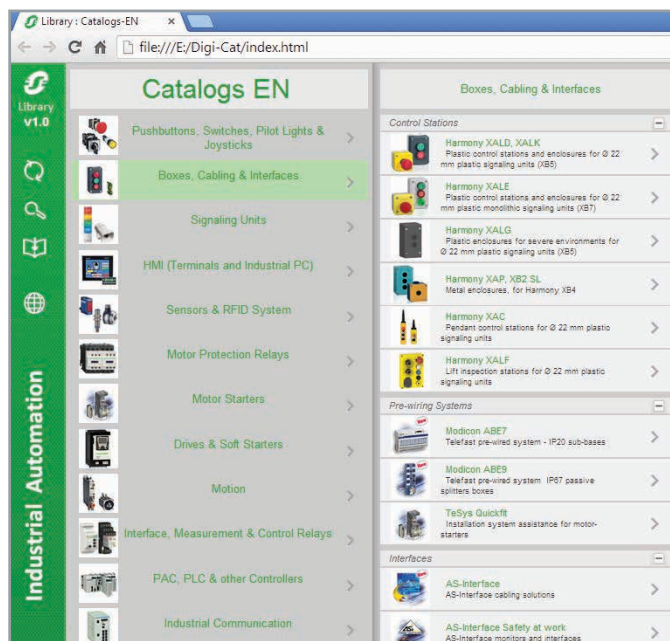 Library : Catalogs-EN
file:///E:/Digi-Cat/index.html
Library
v1.0
Industrial Automation
Catalogs EN
Pushbuttons, Switches, Pilot Lights &
Joysticks
Boxes, Cabling & Interfaces
Signaling Units
HMI (Terminals and Industrial PC)
Sensors & RFID System
Motor Protection Relays
Motor Starters
Drives & Soft Starters
Motion
Interface, Measurement & Control Relays
PAC, PLC & other Controllers
Industrial Communication
Boxes, Cabling & Interfaces
Control Stations
Harmony XALD, XALK
Plastic control stations and enclosures for Ø 22
mm plastic signaling units (XB5)
Harmony XALE
Plastic control stations and enclosures for Ø 22
mm plastic monolithic signaling units (XB7)
Harmony XALG
Plastic enclosures for severe environments for
Ø 22 mm plastic signaling units (XB5)
Harmony XAP, XB2 SL
Metal enclosures, for Harmony XB4
Harmony XAC
Pendant control stations for Ø 22 mm plastic
signaling units
Harmony XALF
Lift inspection stations for Ø 22 mm plastic
signaling units
Pre-wiring Systems
Modicon ABE7
Telefast pre-wired system - IP20 sub-bases
Modicon ABE9
Telefast pre-wired system IP67 passive
splitters boxes
TeSys Quickfit
Installation system assistance for motor-
starters
Interfaces
AS-Interface
AS-Interface cabling solutions
AS-Interface Safety at work
AS-Interface monitors and interfaces